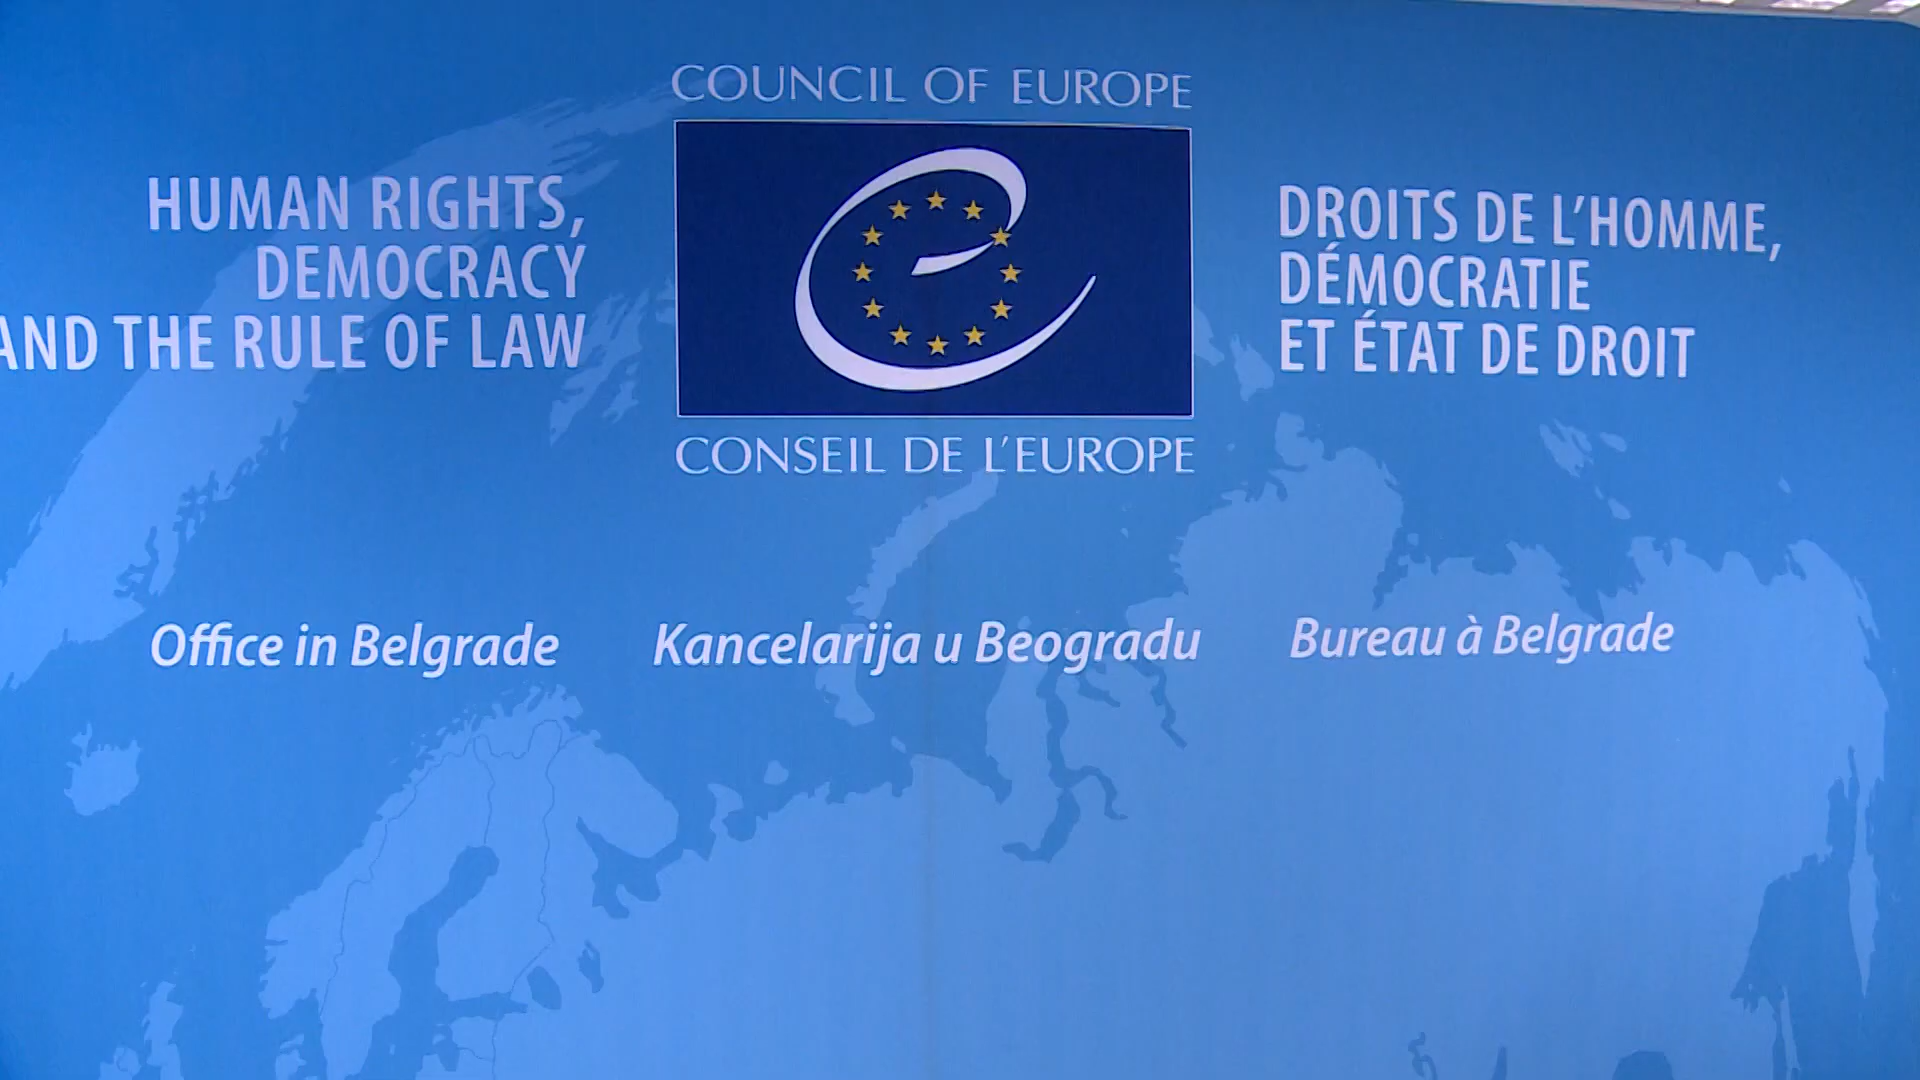 COUNCIL OF EUROPE
HUMAN RIGHTS,
DEMOCRACY
AND THE RULE OF LAW
DROITS DE L'HOMME,
DÉMOCRATIE
ET ÉTAT DE DROIT
CONSEIL DE L'EUROPE
Office in Belgrade
Kancelarija u Beogradu
Bureau à Belgrade